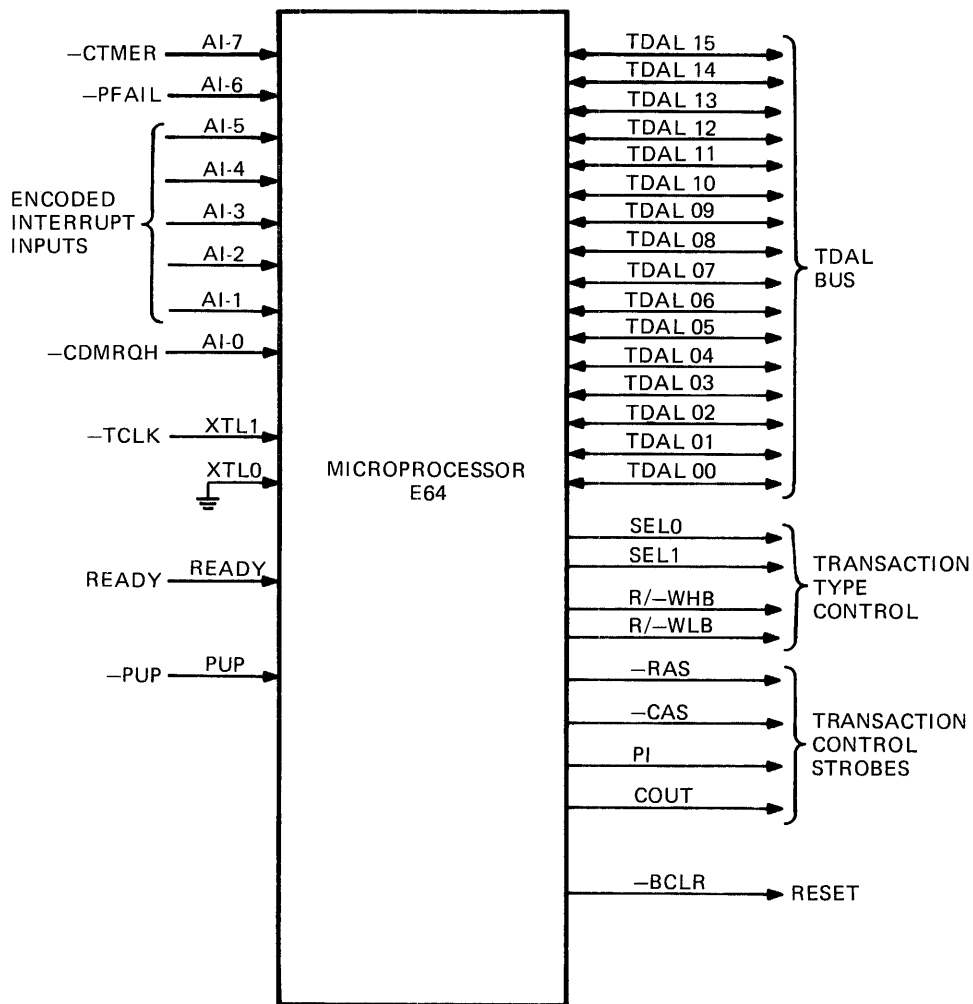 —CTMER
AI-7
—PFAIL
AI-6
AI-5
AI-4
ENCODED
INTERRUPT
INPUTS
AI-3
AI-2
AI-1
—CDMRQH
AI-0
—TCLK
XTL1
XTL0
READY
READY
—PUP
PUP
MICROPROCESSOR
E64
TDAL 15
TDAL 14
TDAL 13
TDAL 12
TDAL 11
TDAL 10
TDAL 09
TDAL 08
TDAL 07
TDAL 06
TDAL 05
TDAL 04
TDAL 03
TDAL 02
TDAL 01
TDAL 00
TDAL
BUS
SEL0
SEL1
R/—WHB
R/—WLB
TRANSACTION
TYPE
CONTROL
—RAS
—CAS
PI
COUT
TRANSACTION
CONTROL
STROBES
—BCLR
RESET